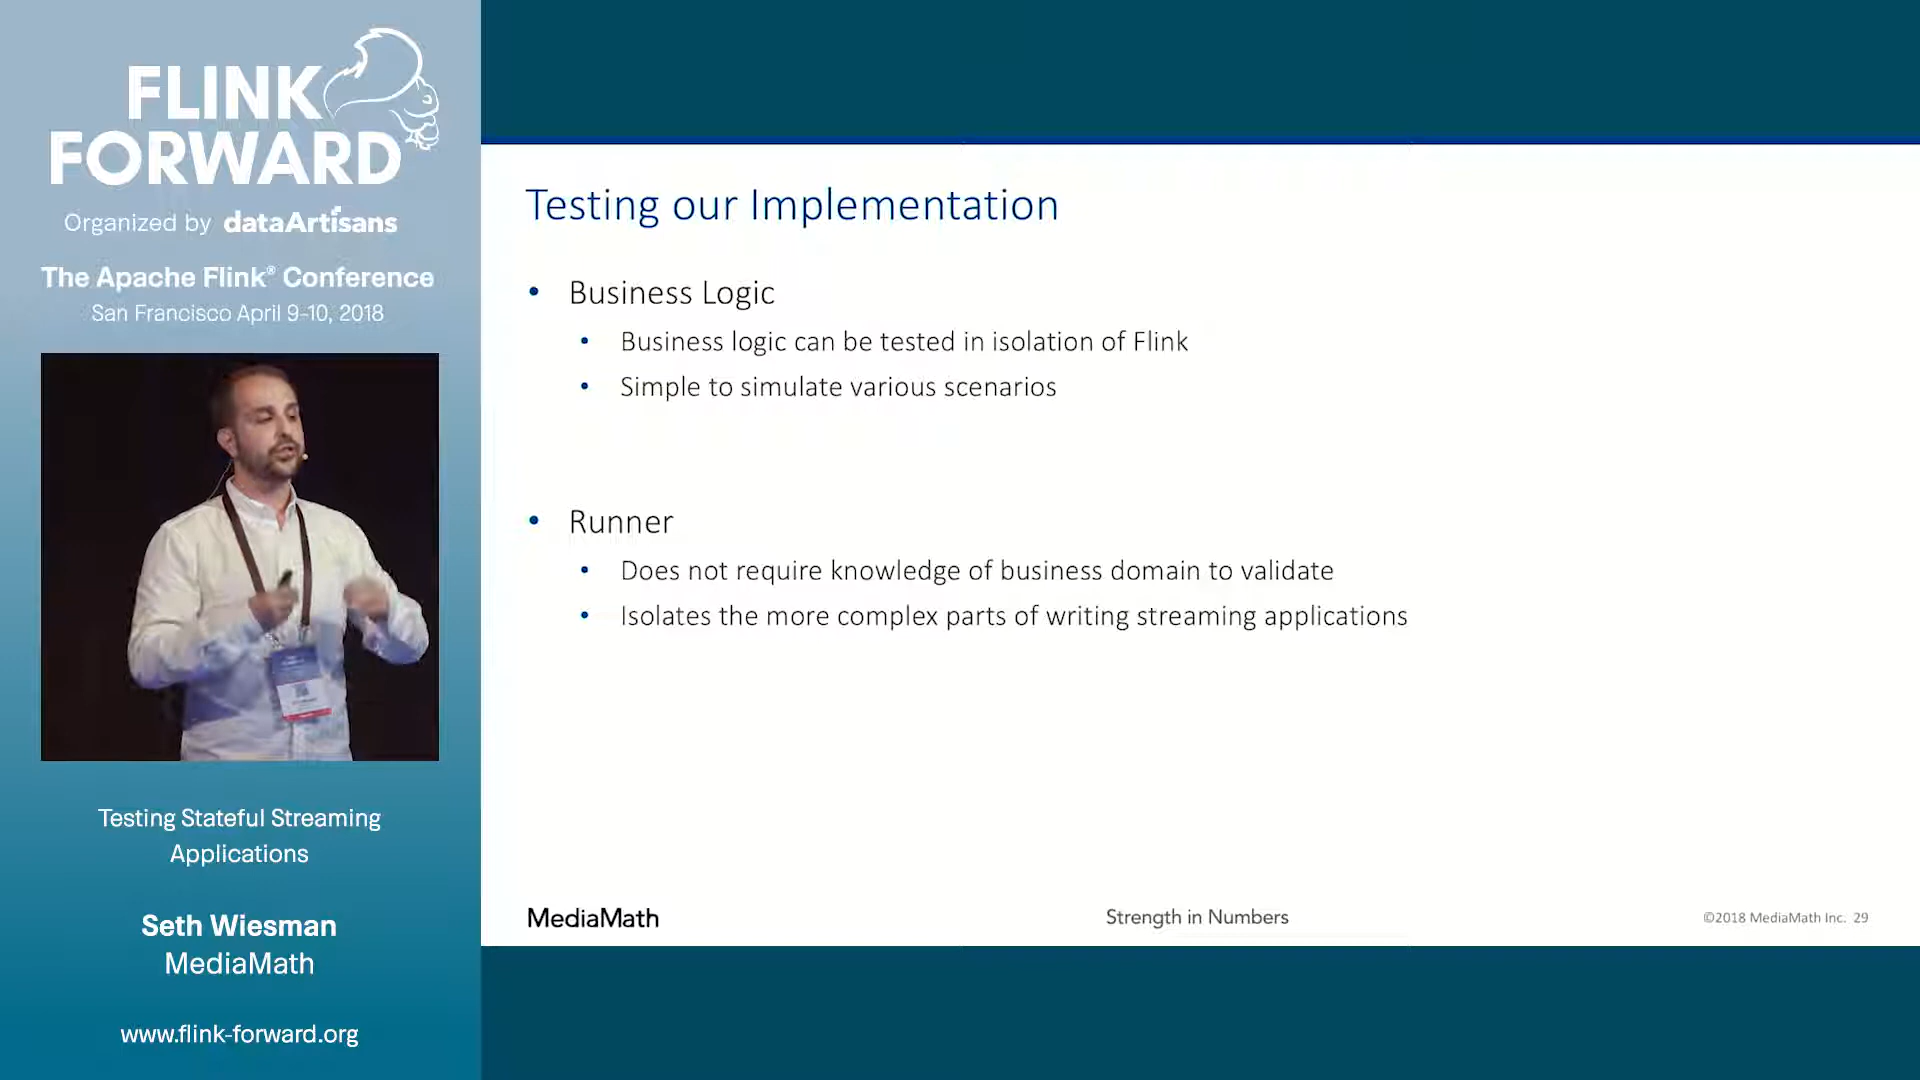 FLINK
FORWARD
Organized by dataArtisans
The Apache Flink® Conference
San Francisco April 9-10, 2018
Testing Stateful Streaming
Applications
Seth Wiesman
MediaMath
www.flink-forward.org
Testing our Implementation
• Business Logic
• Business logic can be tested in isolation of Flink
• Simple to simulate various scenarios
• Runner
• Does not require knowledge of business domain to validate
• Isolates the more complex parts of writing streaming applications
MediaMath
Strength in Numbers
©2018 MediaMath Inc. 29